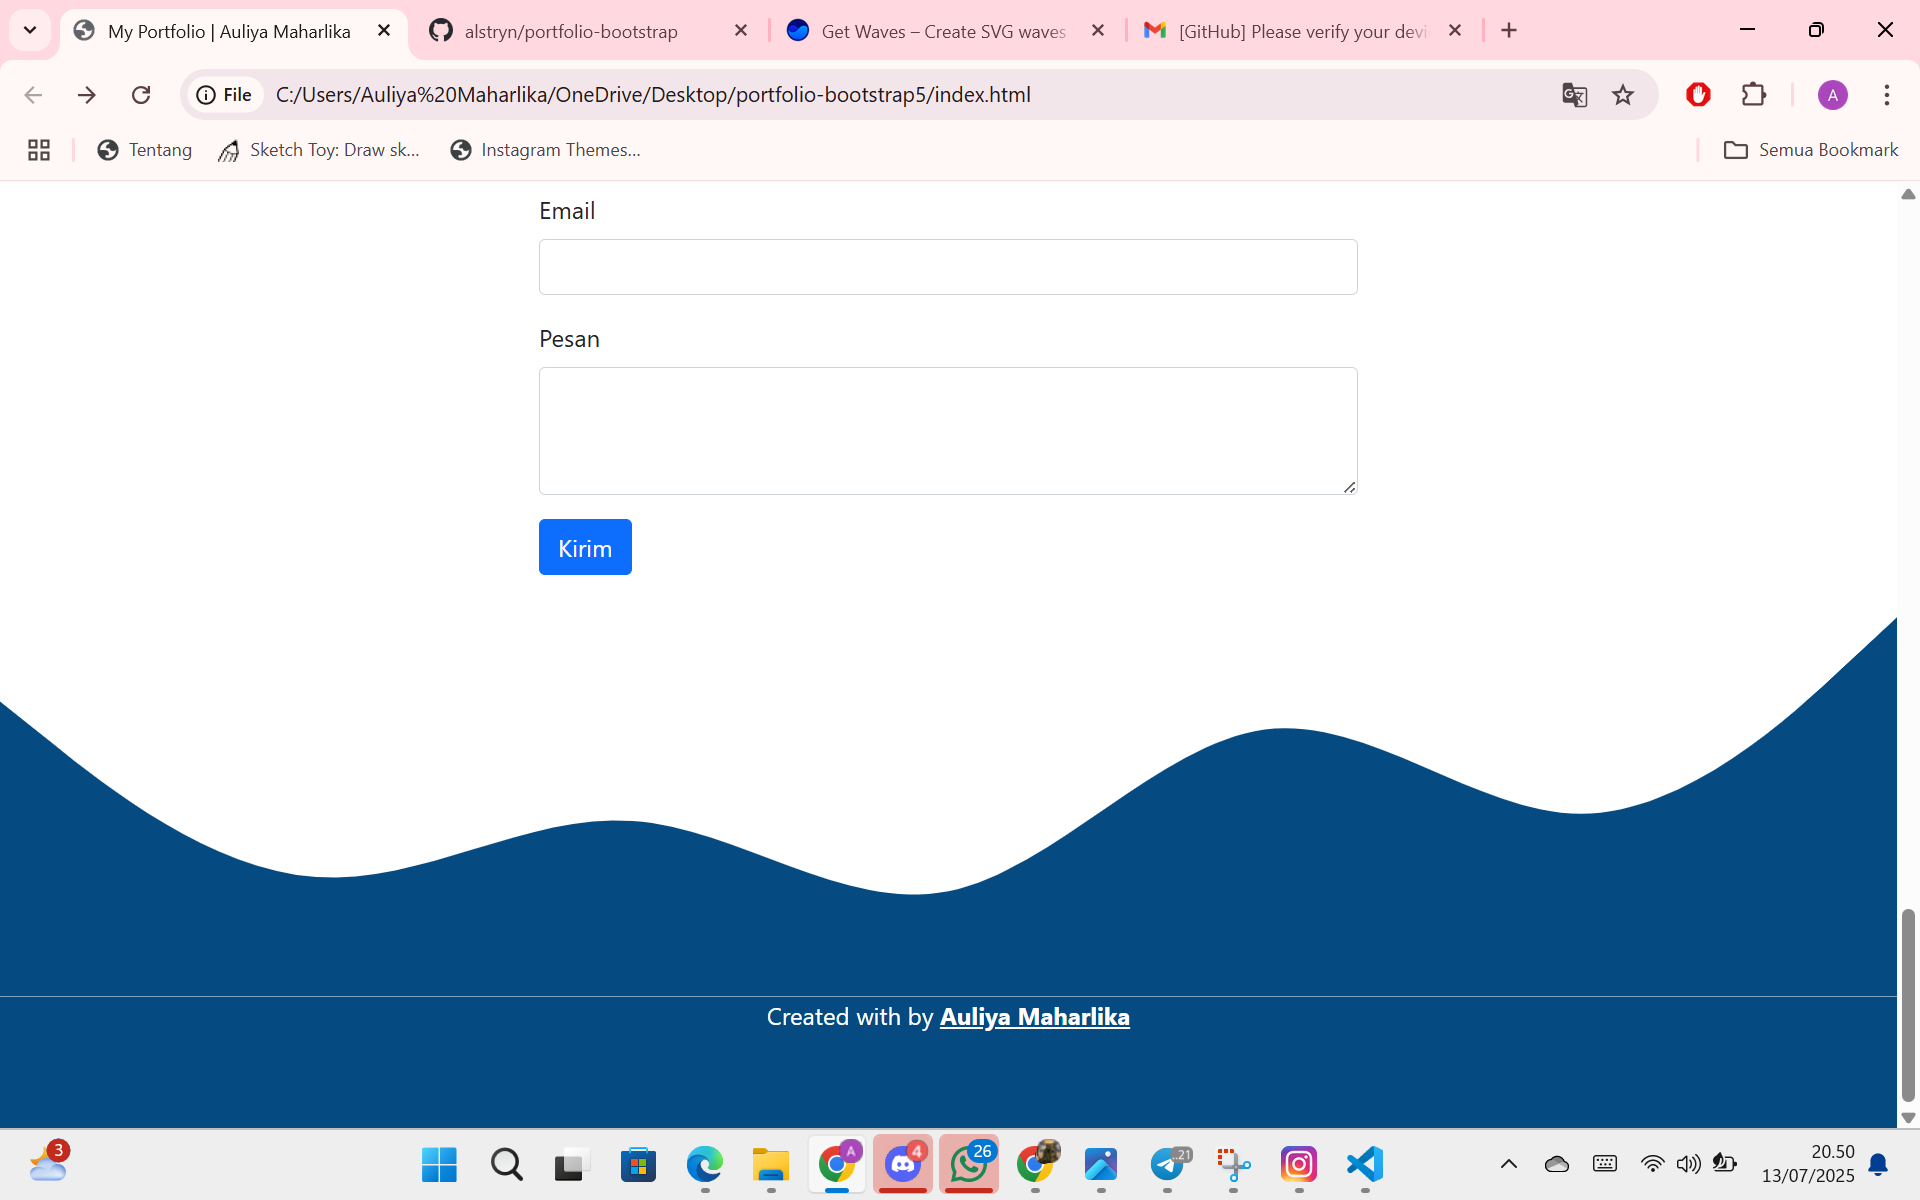 My Portfolio | Auliya Maharlika
alstryn/portfolio-bootstrap
Get Waves – Create SVG waves
[GitHub] Please verify your devi
File
C:/Users/Auliya%20Maharlika/OneDrive/Desktop/portfolio-bootstrap5/index.html
A
Tentang
Sketch Toy: Draw sk...
Instagram Themes...
Semua Bookmark
Email
Pesan
Kirim
Created with by Auliya Maharlika
3
A
4
26
..21
20.50
13/07/2025